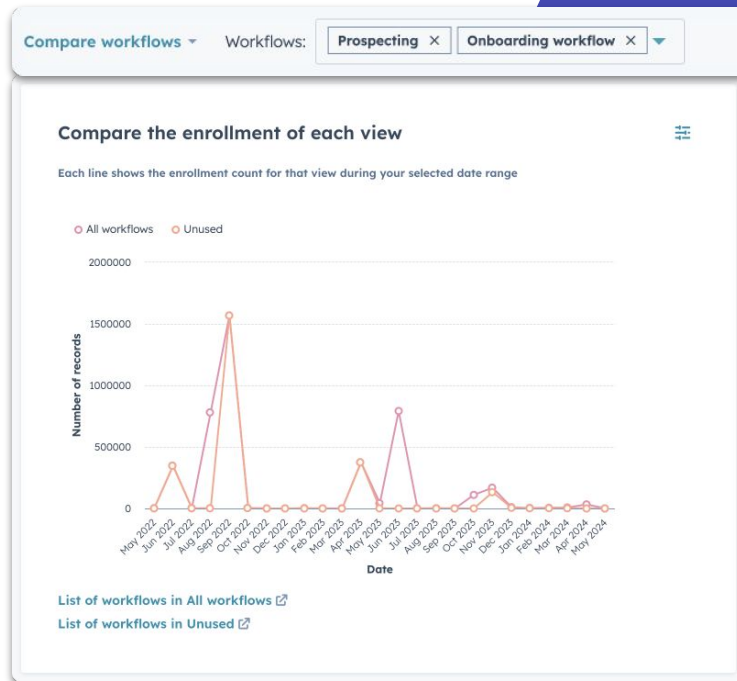 Compare workflows Workflows: Prospecting × Onboarding workflow ×
Compare the enrollment of each view
Each line shows the enrollment count for that view during your selected date range
All workflows Unused
2000000
1500000
1000000
500000
0
Number of records
May 2022 Jun 2022 Jul 2022 Aug 2022 Sep 2022 Oct 2022 Nov 2022 Dec 2022 Jan 2023 Feb 2023 Mar 2023 Apr 2023 May 2023 Jun 2023 Jul 2023 Aug 2023 Sep 2023 Oct 2023 Nov 2023 Dec 2023 Jan 2024 Feb 2024 Mar 2024 Apr 2024 May 2024
Date
List of workflows in All workflows
List of workflows in Unused